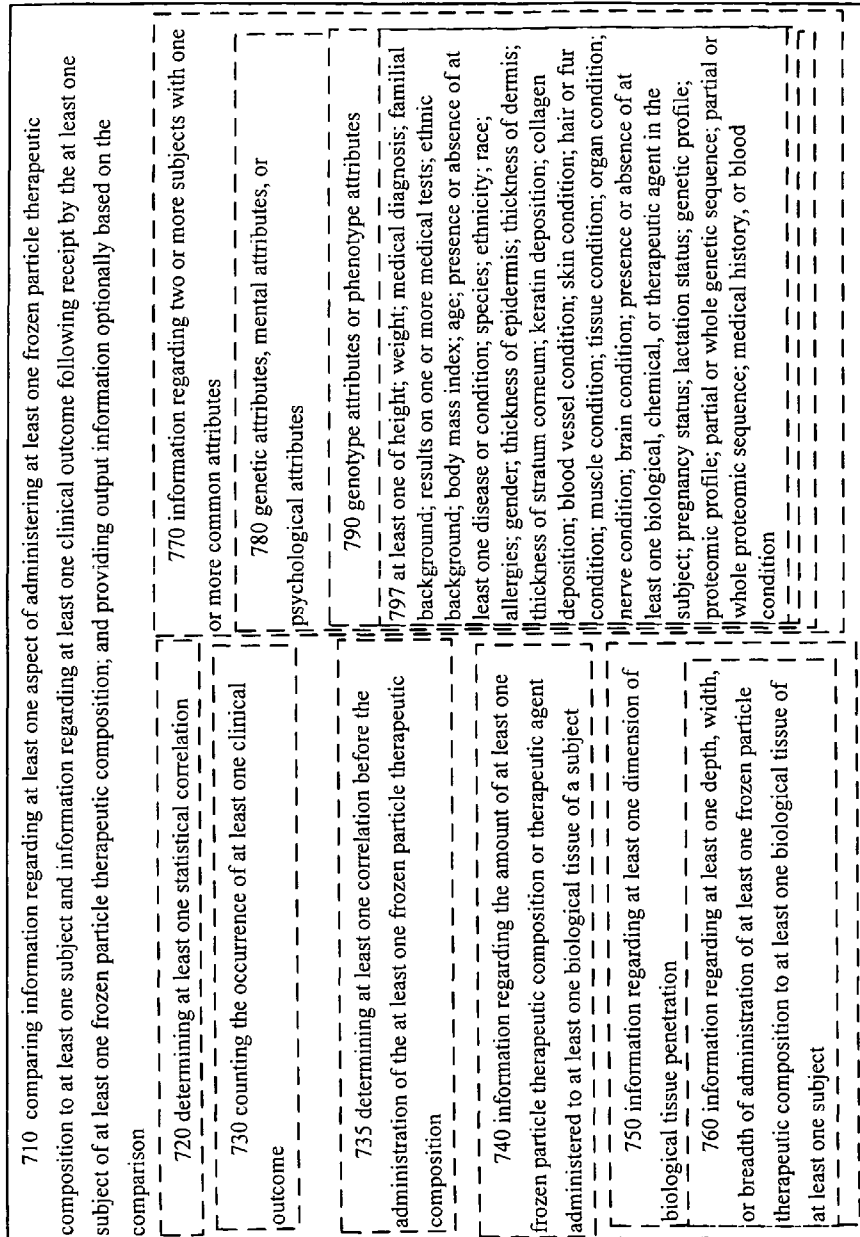 710 comparing information regarding at least one aspect of administering at least one frozen particle therapeutic
composition to at least one subject and information regarding at least one clinical outcome following receipt by the at least one
subject of at least one frozen particle therapeutic composition; and providing output information optionally based on the
comparison
720 determining at least one statistical correlation
730 counting the occurrence of at least one clinical
outcome
735 determining at least one correlation before the
administration of the at least one frozen particle therapeutic
composition
740 information regarding the amount of at least one
frozen particle therapeutic composition or therapeutic agent
administered to at least one biological tissue of a subject
750 information regarding at least one dimension of
biological tissue penetration
760 information regarding at least one depth, width,
or breadth of administration of at least one frozen particle
therapeutic composition to at least one biological tissue of
at least one subject
770 information regarding two or more subjects with one
or more common attributes
780 genetic attributes, mental attributes, or
psychological attributes
790 genotype attributes or phenotype attributes
797 at least one of height; weight; medical diagnosis; familial
background; results on one or more medical tests; ethnic
background; body mass index; age; presence or absence of at
least one disease or condition; species; ethnicity; race;
allergies; gender; thickness of epidermis; thickness of dermis;
thickness of stratum corneum; keratin deposition; collagen
deposition; blood vessel condition; skin condition; hair or fur
condition; muscle condition; tissue condition; organ condition;
nerve condition; brain condition; presence or absence of at
least one biological, chemical, or therapeutic agent in the
subject; pregnancy status; lactation status; genetic profile;
proteomic profile; partial or whole genetic sequence; partial or
whole proteomic sequence; medical history, or blood
condition